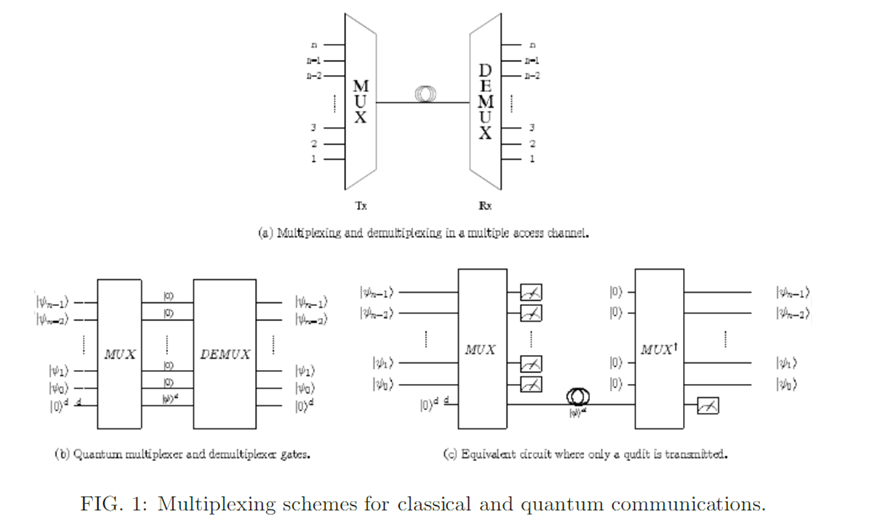 n n
n-1 n-1
n-2 n-2
MUX DEMUX
3 3
2 2
1 1
Tx Rx
(a) Multiplexing and demultiplexing in a multiple access channel.
|ψn−1⟩ |0⟩ |ψn−1⟩
|ψn−2⟩ |0⟩ |ψn−2⟩
MUX DEMUX
|ψ1⟩ |0⟩ |ψ1⟩
|ψ0⟩ |0⟩ |ψ0⟩
|0⟩^d d |ψ⟩^d |0⟩^d
(b) Quantum multiplexer and demultiplexer gates.
|ψn−1⟩ |0⟩ |ψn−1⟩
|ψn−2⟩ |0⟩ |ψn−2⟩
MUX MUX†
|ψ1⟩ |0⟩ |ψ1⟩
|ψ0⟩ |0⟩ |ψ0⟩
|0⟩^d d |ψ⟩^d
(c) Equivalent circuit where only a qudit is transmitted.
FIG. 1: Multiplexing schemes for classical and quantum communications.